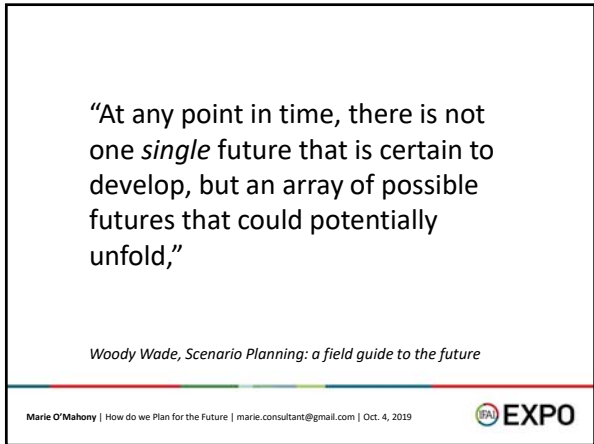 “At any point in time, there is not
one single future that is certain to
develop, but an array of possible
futures that could potentially
unfold,”
Woody Wade, Scenario Planning: a field guide to the future
Marie O’Mahony | How do we Plan for the Future | marie.consultant@gmail.com | Oct. 4, 2019
IFAI EXPO